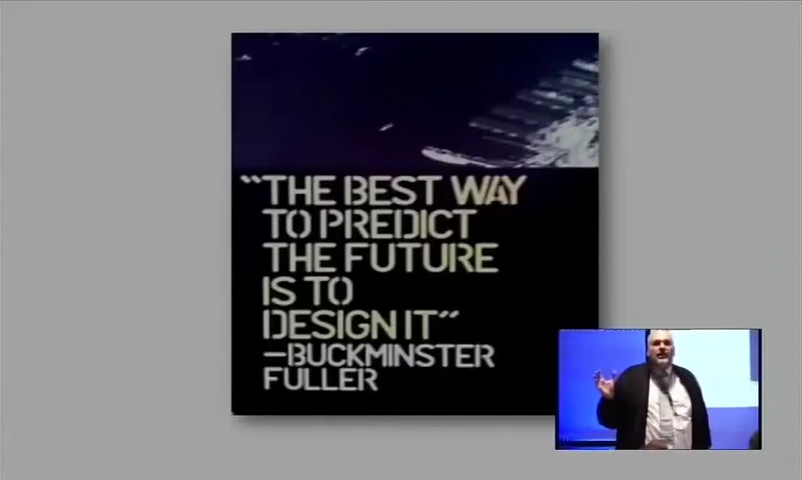 “THE BEST WAY
TO PREDICT
THE FUTURE
IS TO
DESIGN IT”
—BUCKMINSTER
FULLER